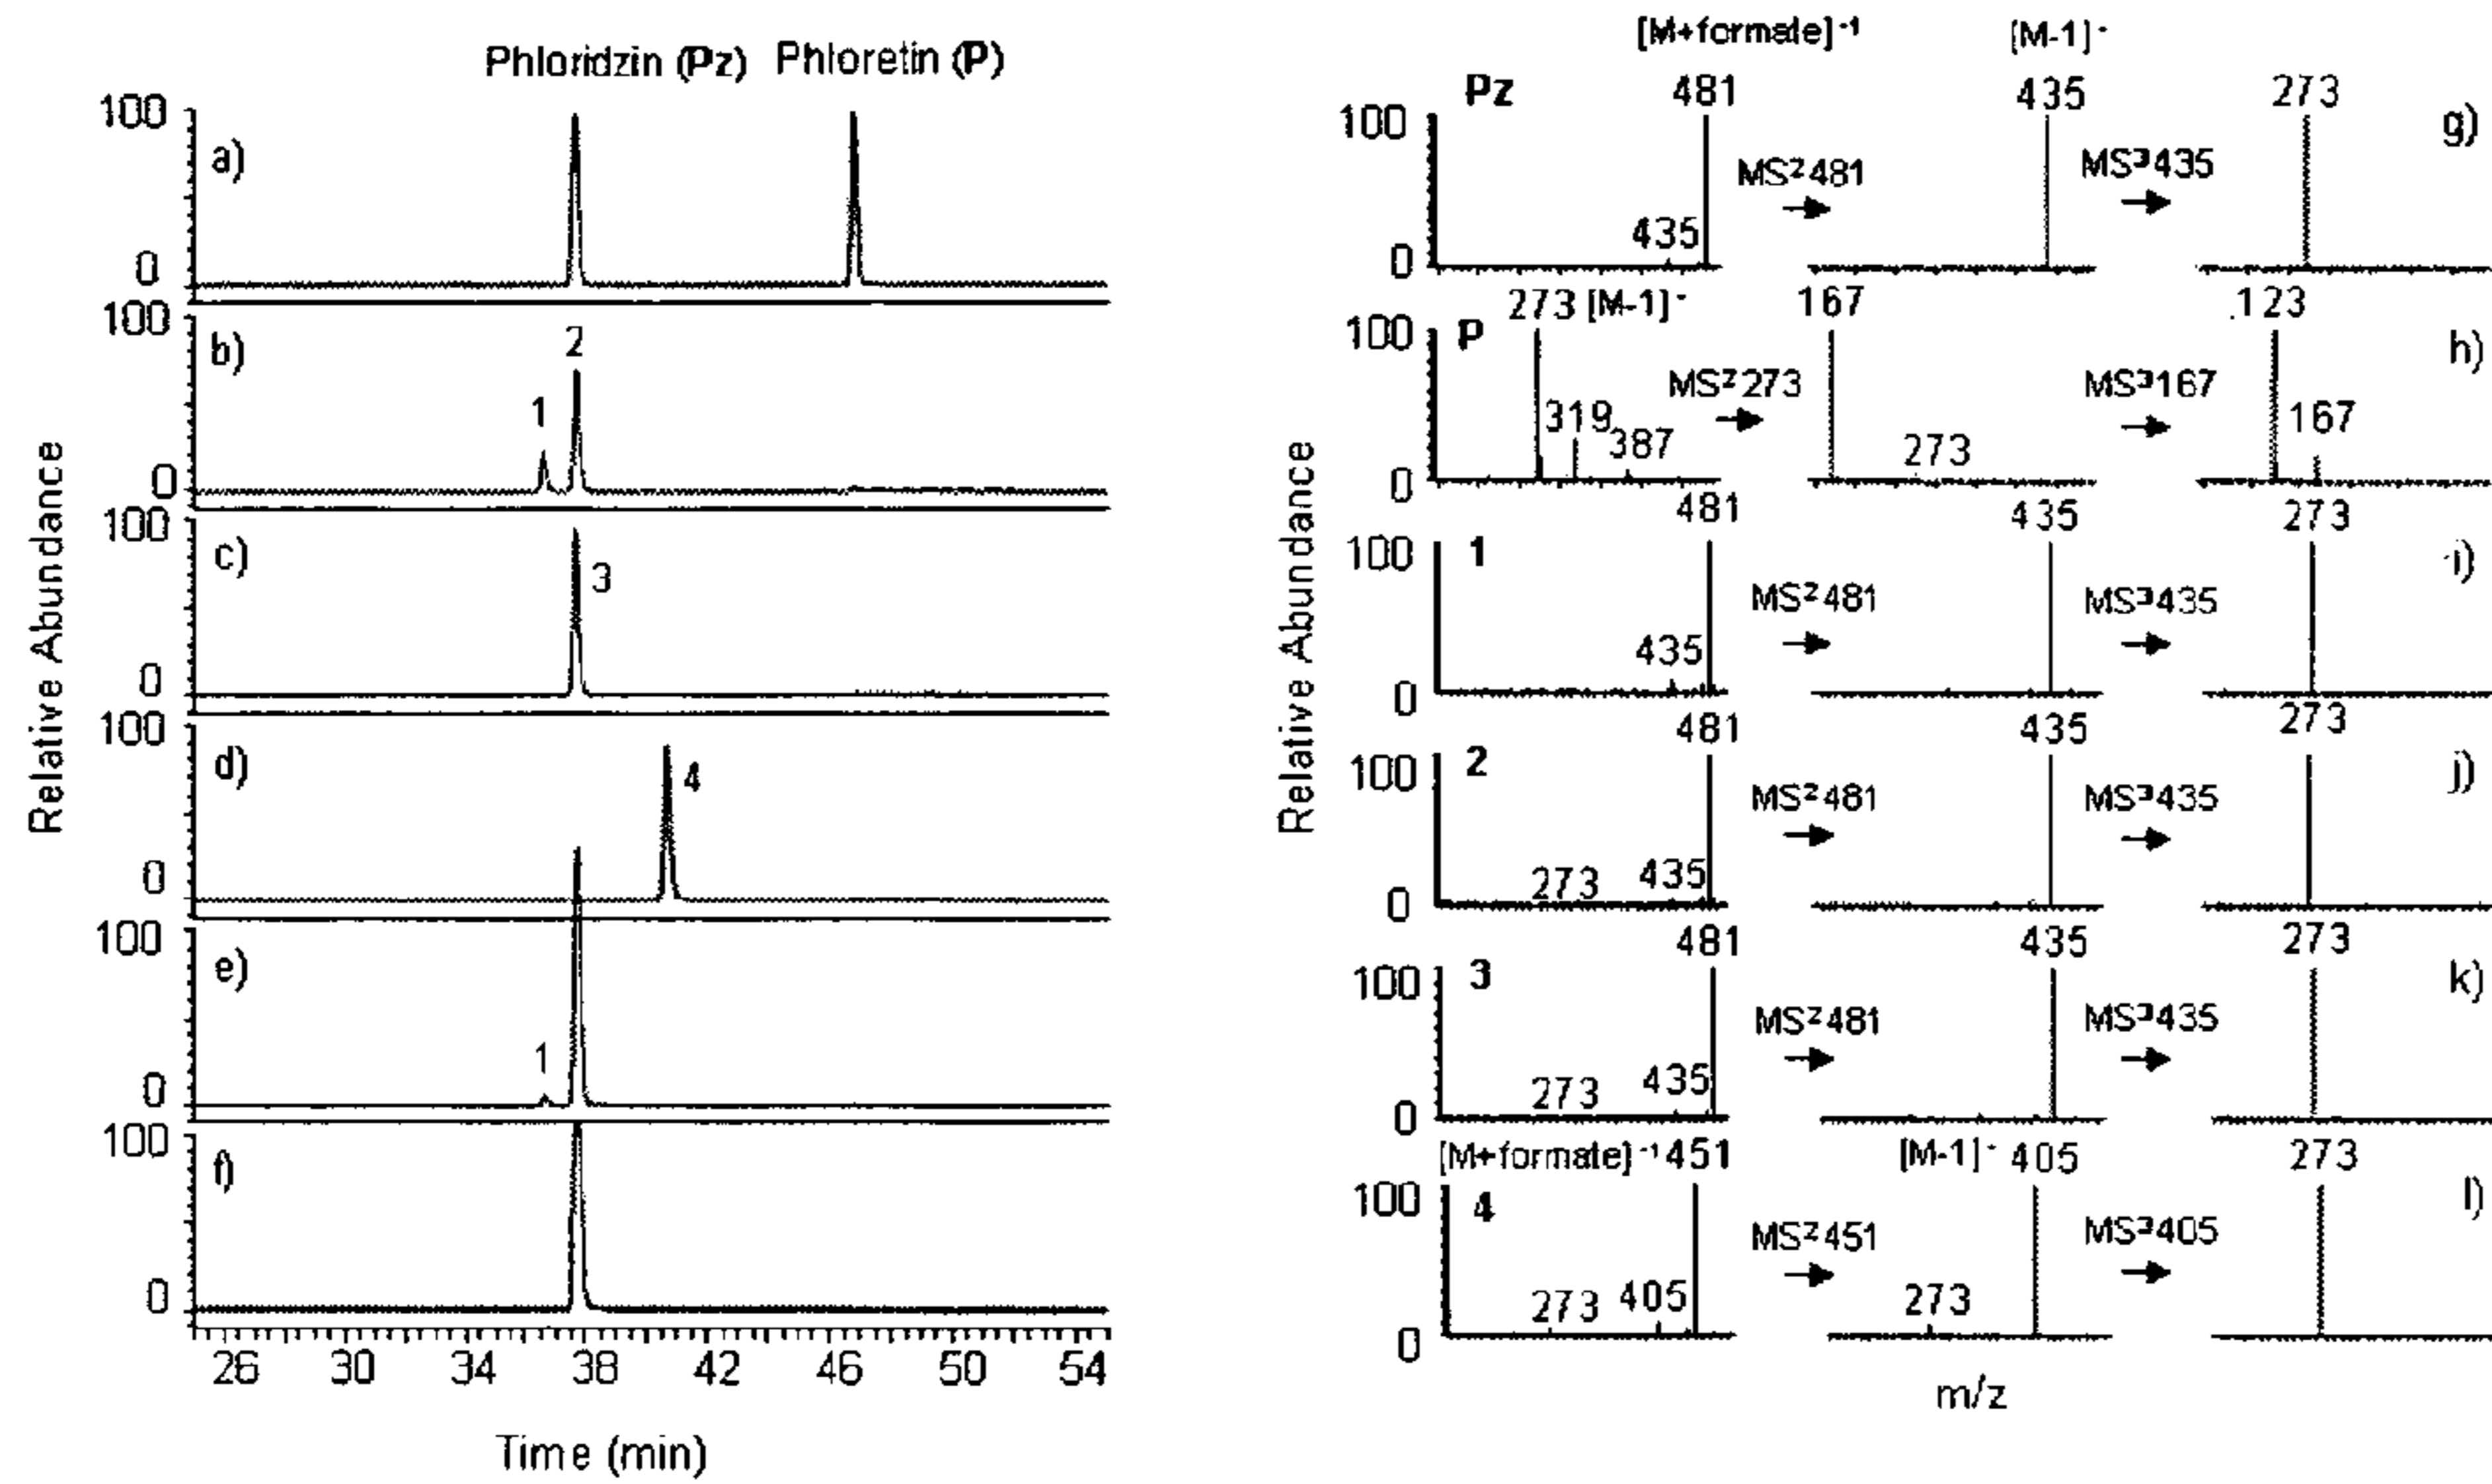 Phloridzin (Pz) Phloretin (P)
Relative Abundance
100
a)
0
100
b)
1
2
0
100
c)
3
0
100
d)
4
0
100
e)
1
0
100
f)
0
26 30 34 38 42 46 50 54
Time (min)
Relative Abundance
[M+formate]-1 [M-1]-
Pz 481 435 273 g)
100
MS²481 MS³435
435
0
273 [M-1]- 167 .123
100 P h)
MS²273 MS³167
319 387 273 167
0
481 435 273
100 1 i)
MS²481 MS³435
435
0
481 435 273
100 2 j)
MS²481 MS³435
273 435
0
481 435 273
100 3 k)
MS²481 MS³435
273 435
0
[M+formate]-1 451 [M-1]- 405 273
100 4 l)
MS²451 MS³405
273 405 273
0
m/z